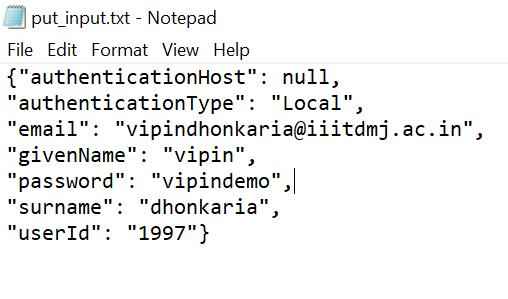 put_input.txt - Notepad
File Edit Format View Help
{"authenticationHost": null,
"authenticationType": "Local",
"email": "vipindhonkaria@iiitdmj.ac.in",
"givenName": "vipin",
"password": "vipindemo",
"surname": "dhonkaria",
"userId": "1997"}